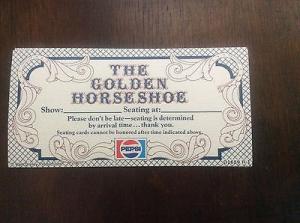 THE
GOLDEN
HORSESHOE
Show: Seating at:
Please don't be late—seating is determined
by arrival time...thank you.
Seating cards cannot be honored after time indicated above.
PEPSI